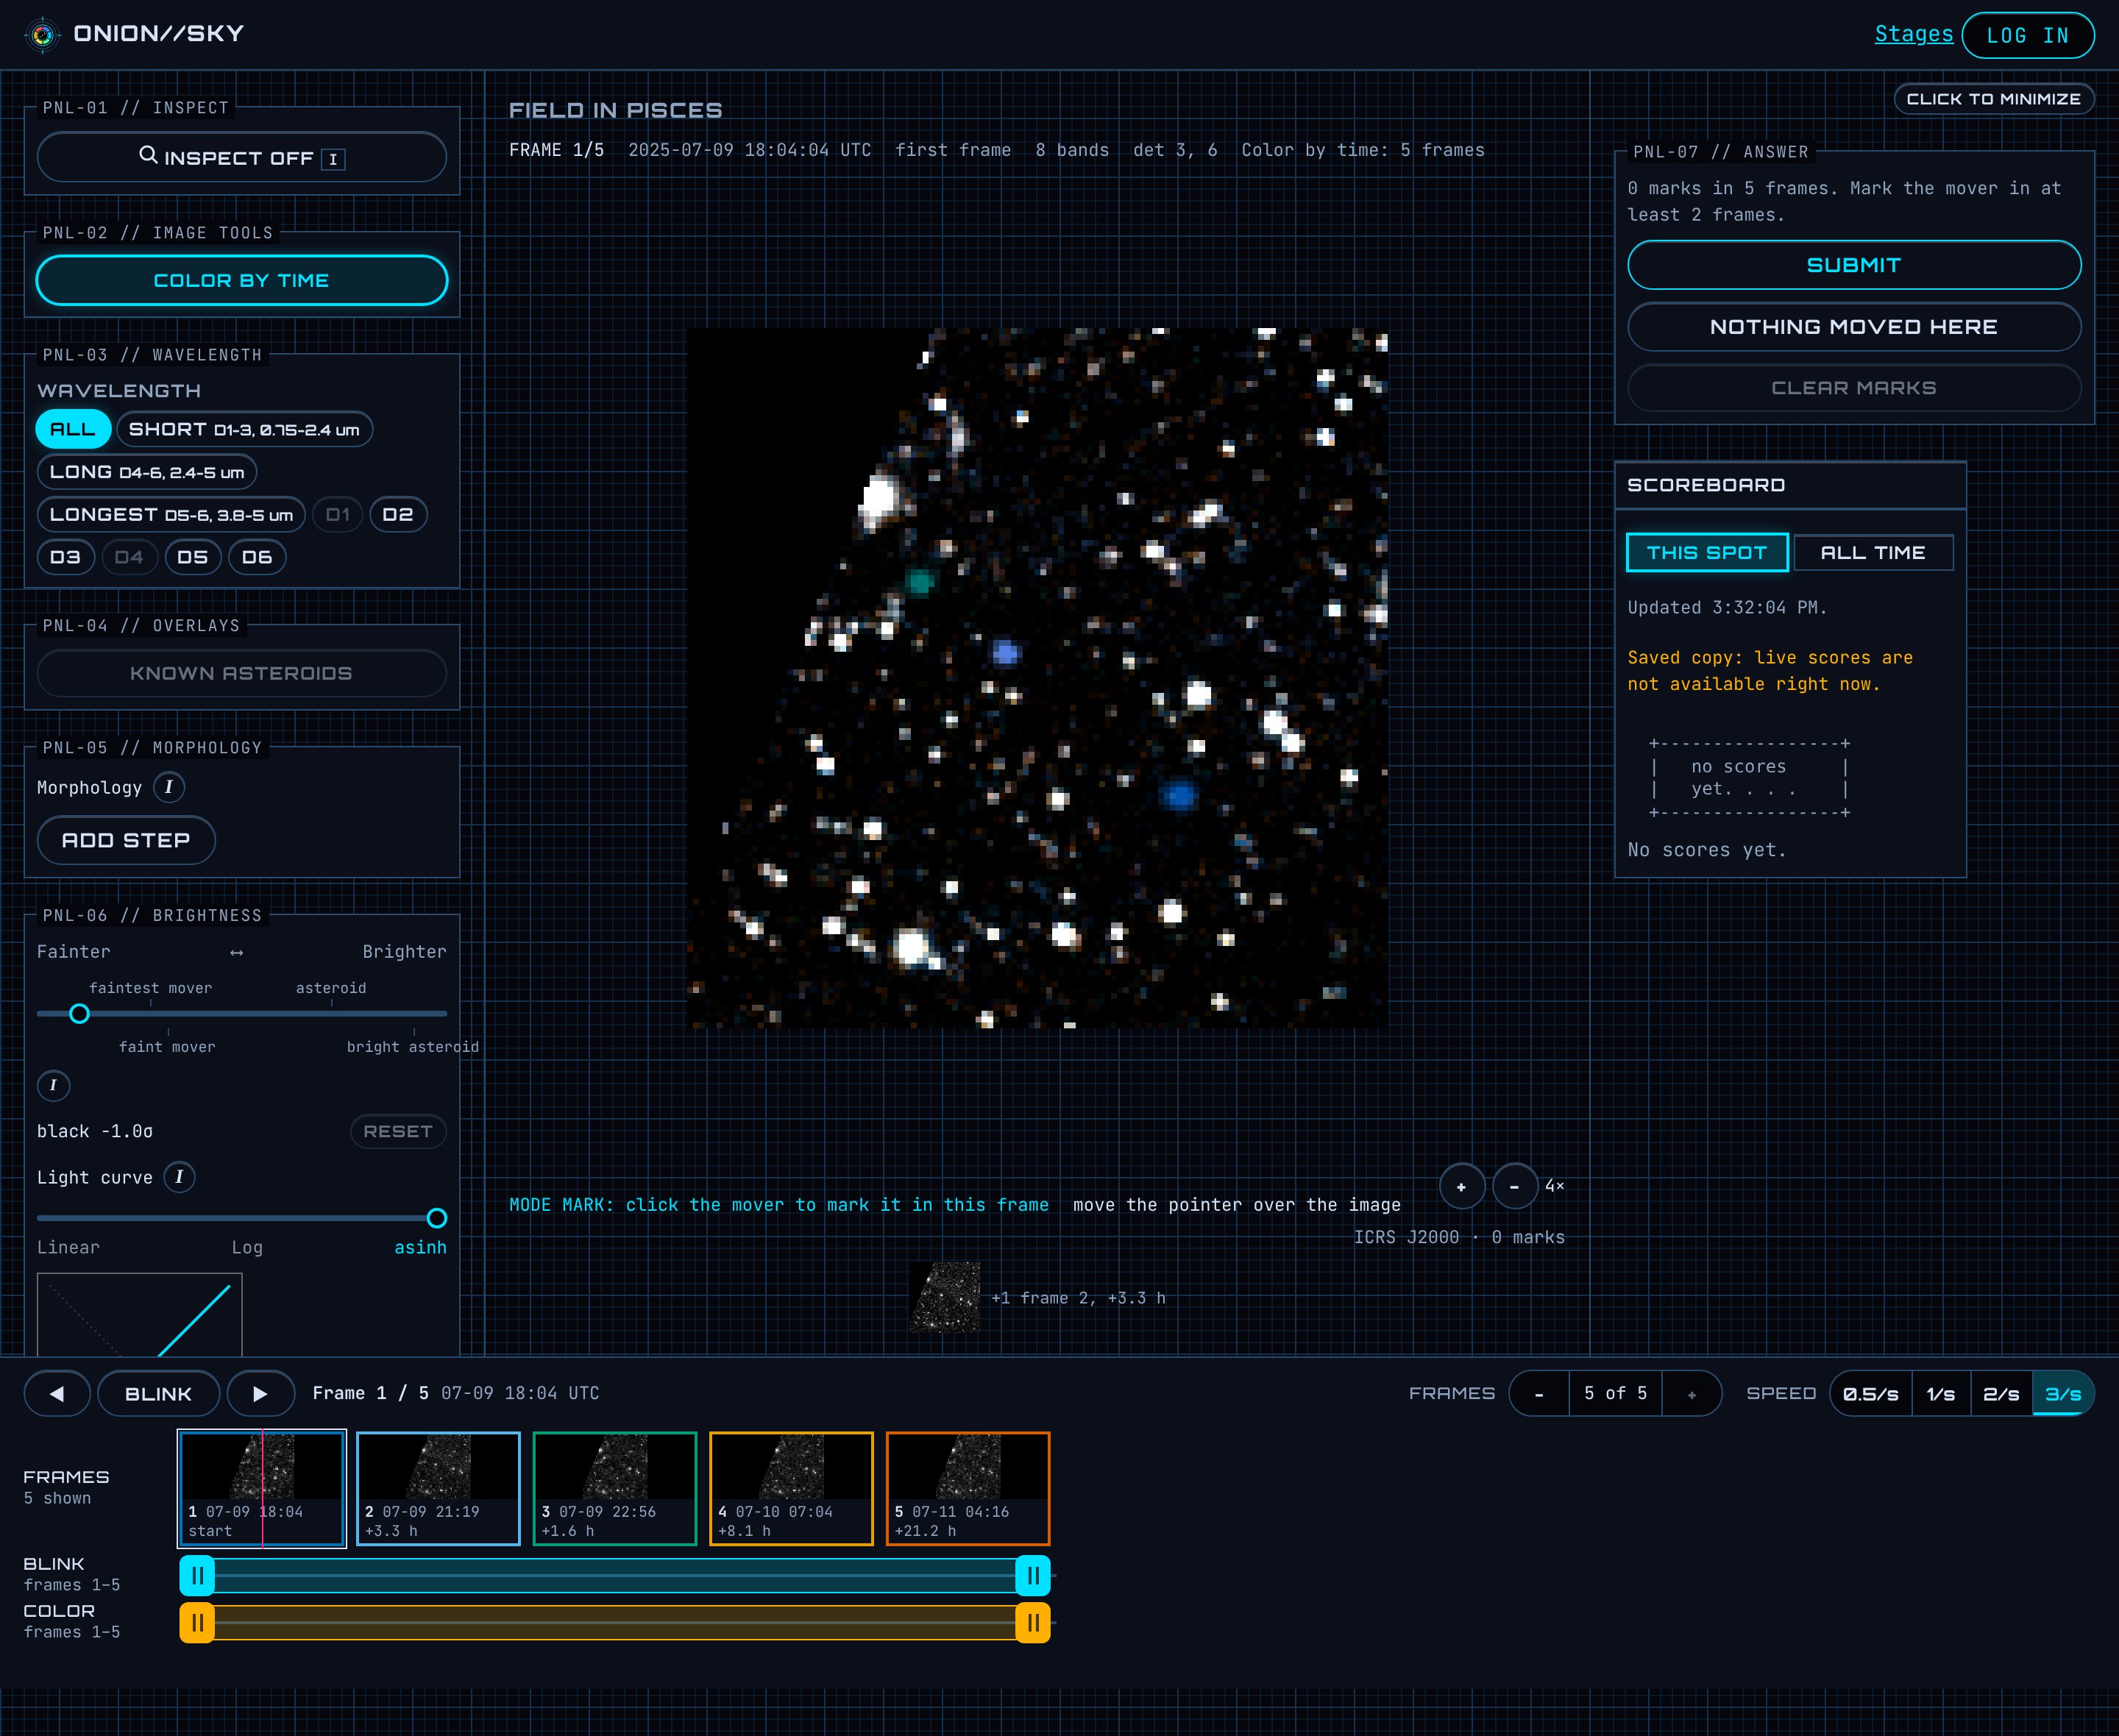 ONION//SKY
Stages
LOG IN
PNL-01 // INSPECT
INSPECT OFF I
PNL-02 // IMAGE TOOLS
COLOR BY TIME
PNL-03 // WAVELENGTH
WAVELENGTH
ALL SHORT D1-3, 0.75-2.4 um
LONG D4-6, 2.4-5 um
LONGEST D5-6, 3.8-5 um D1 D2
D3 D4 D5 D6
PNL-04 // OVERLAYS
KNOWN ASTEROIDS
PNL-05 // MORPHOLOGY
Morphology I
ADD STEP
PNL-06 // BRIGHTNESS
Fainter ↔ Brighter
faintest mover asteroid
faint mover bright asteroid
I
black -1.0σ RESET
Light curve I
Linear Log asinh
FIELD IN PISCES
FRAME 1/5 2025-07-09 18:04:04 UTC first frame 8 bands det 3, 6 Color by time: 5 frames
MODE MARK: click the mover to mark it in this frame move the pointer over the image
+ - 4×
ICRS J2000 · 0 marks
+1 frame 2, +3.3 h
CLICK TO MINIMIZE
PNL-07 // ANSWER
0 marks in 5 frames. Mark the mover in at
least 2 frames.
SUBMIT
NOTHING MOVED HERE
CLEAR MARKS
SCOREBOARD
THIS SPOT ALL TIME
Updated 3:32:04 PM.
Saved copy: live scores are
not available right now.
+-----------------+
| no scores |
| yet. . . . |
+-----------------+
No scores yet.
◀ BLINK ▶ Frame 1 / 5 07-09 18:04 UTC
FRAMES - 5 of 5 + SPEED 0.5/s 1/s 2/s 3/s
FRAMES
5 shown
1 07-09 18:04
start
2 07-09 21:19
+3.3 h
3 07-09 22:56
+1.6 h
4 07-10 07:04
+8.1 h
5 07-11 04:16
+21.2 h
BLINK
frames 1–5
COLOR
frames 1–5